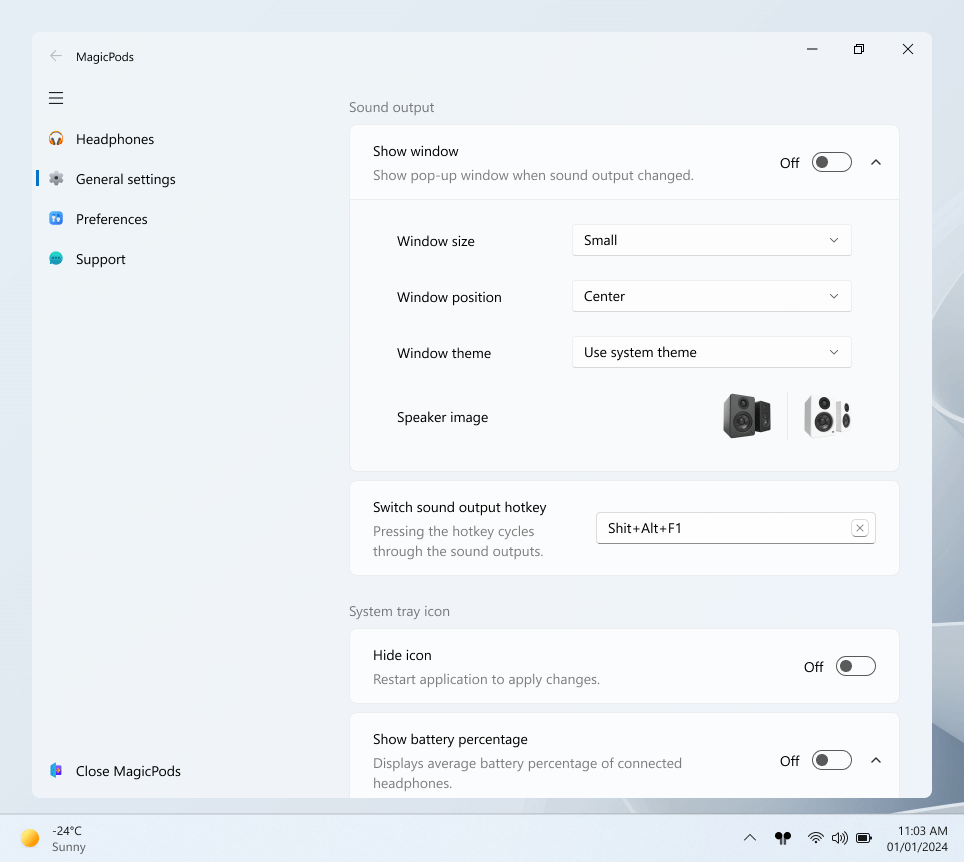 MagicPods
Headphones
General settings
Preferences
Support
Close MagicPods
Sound output
Show window
Show pop-up window when sound output changed.
Off
Window size
Small
Window position
Center
Window theme
Use system theme
Speaker image
Switch sound output hotkey
Pressing the hotkey cycles
through the sound outputs.
Shit+Alt+F1
System tray icon
Hide icon
Restart application to apply changes.
Off
Show battery percentage
Displays average battery percentage of connected
headphones.
Off
-24°C
Sunny
11:03 AM
01/01/2024